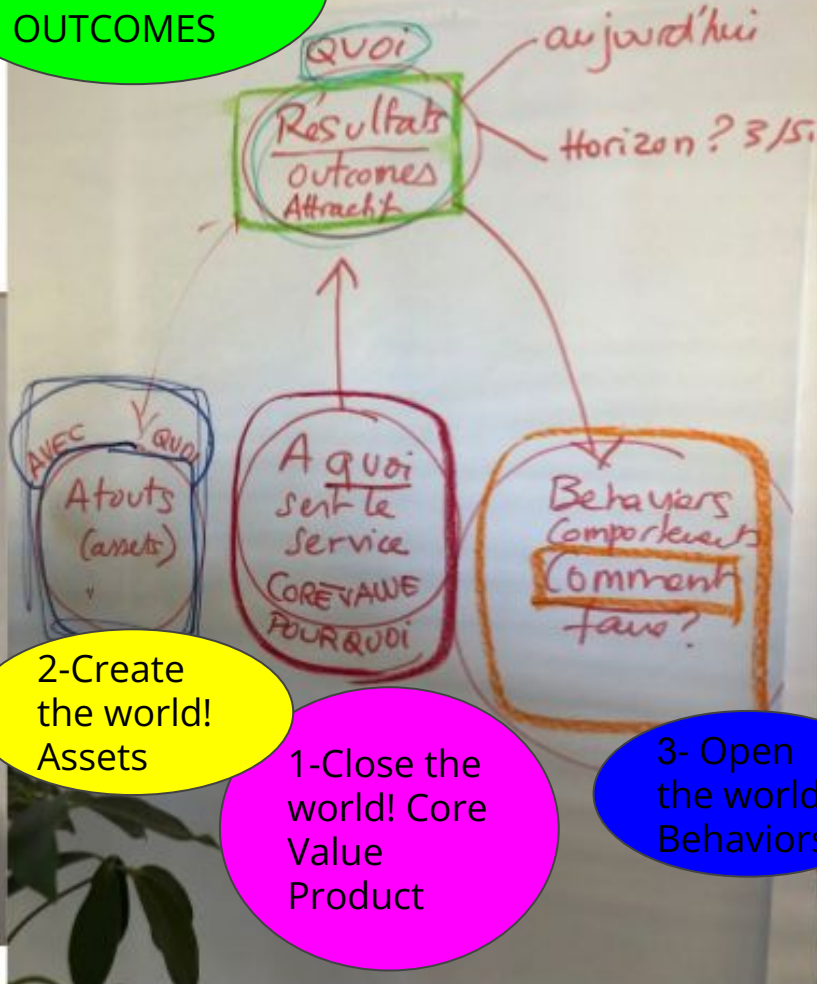 OUTCOMES
QUOI
aujourd'hui
Horizon? 3/5.
Résultats
outcomes
Attractif
AVEC QUOI
Atouts
(assets)
A quoi
sert le
service
CORE VALUE
POURQUOI
Behaviors
Comportements
Comment
faire?
2-Create
the world!
Assets
1-Close the
world! Core
Value
Product
3- Open
the world
Behaviors